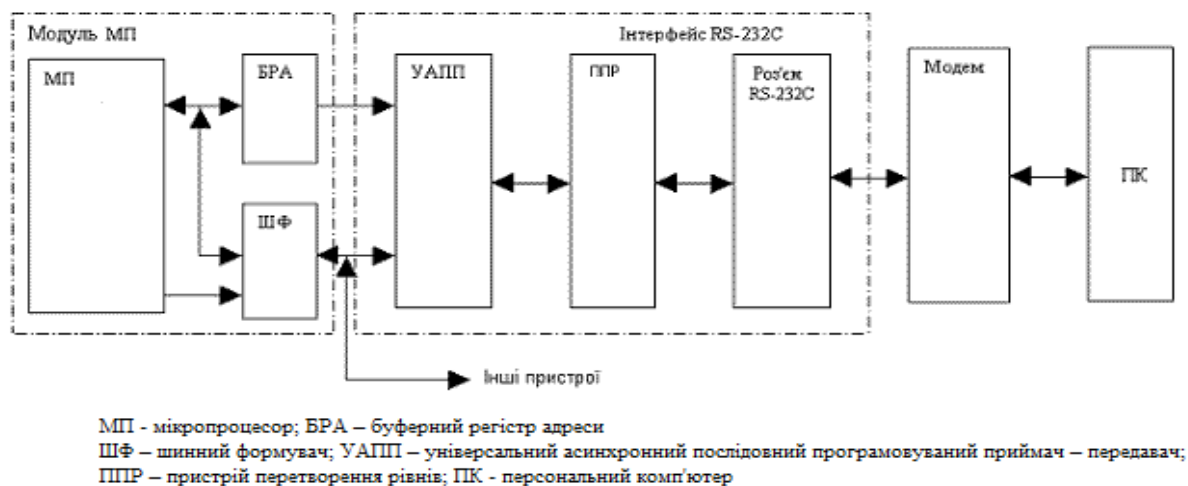 Модуль МП
Інтерфейс RS-232C
МП
БРА
УАПП
ППР
Роз'єм
RS-232C
Модем
ПК
ШФ
Інші пристрої
МП - мікропроцесор; БРА – буферний регістр адреси
ШФ – шинний формувач; УАПП – універсальний асинхронний послідовний програмовуваний приймач – передавач;
ППР – пристрій перетворення рівнів; ПК - персональний комп'ютер